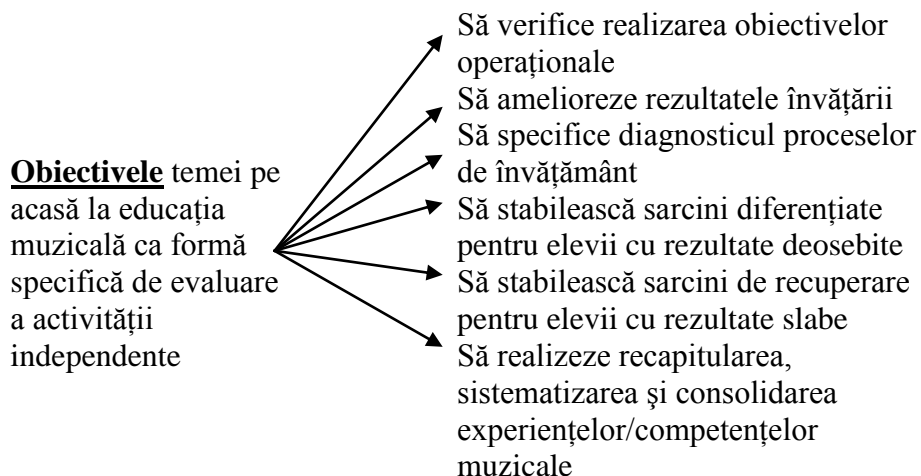 Obiectivele temei pe
acasă la educația
muzicală ca formă
specifică de evaluare
a activității
independente
Să verifice realizarea obiectivelor
operaționale
Să amelioreze rezultatele învățării
Să specifice diagnosticul proceselor
de învățământ
Să stabilească sarcini diferențiate
pentru elevii cu rezultate deosebite
Să stabilească sarcini de recuperare
pentru elevii cu rezultate slabe
Să realizeze recapitularea,
sistematizarea şi consolidarea
experiențelor/competențelor
muzicale